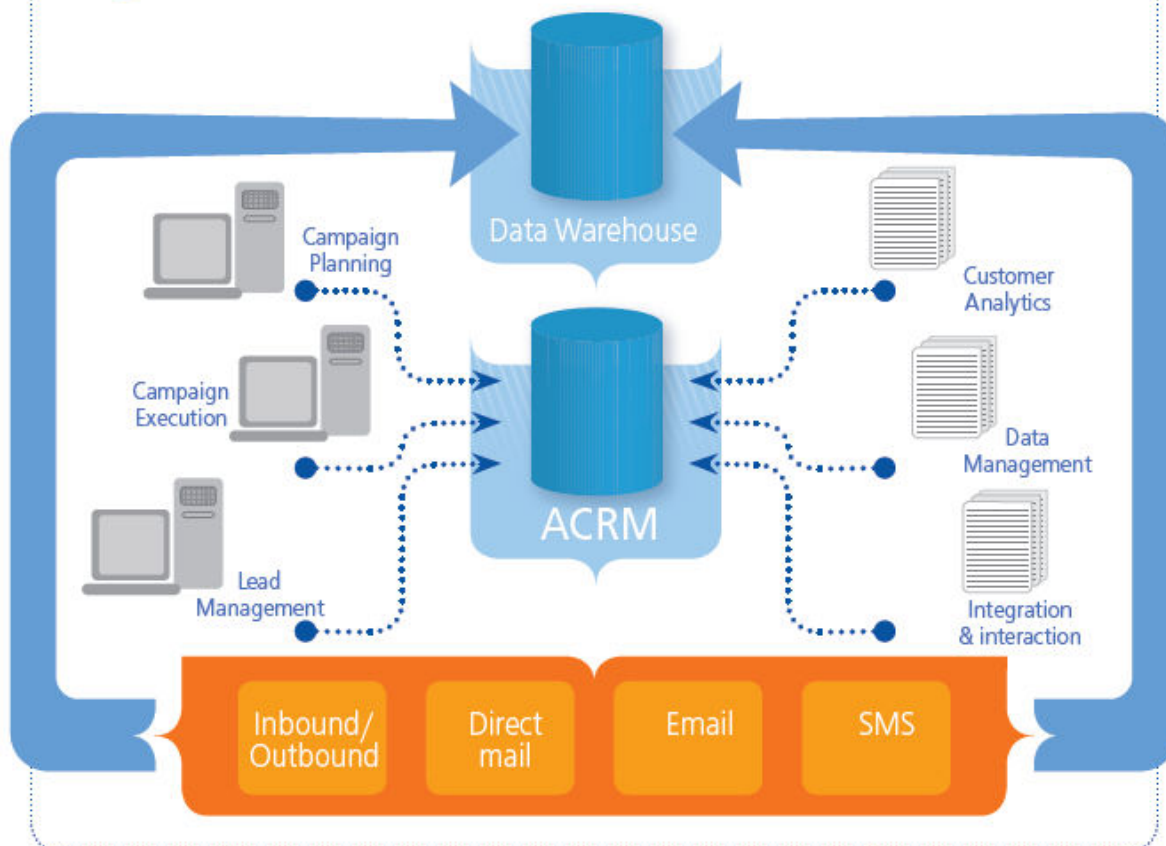 Data Warehouse
Campaign
Planning
Customer
Analytics
Campaign
Execution
Data
Management
ACRM
Lead
Management
Integration
& interaction
Inbound/
Outbound
Direct
mail
Email
SMS